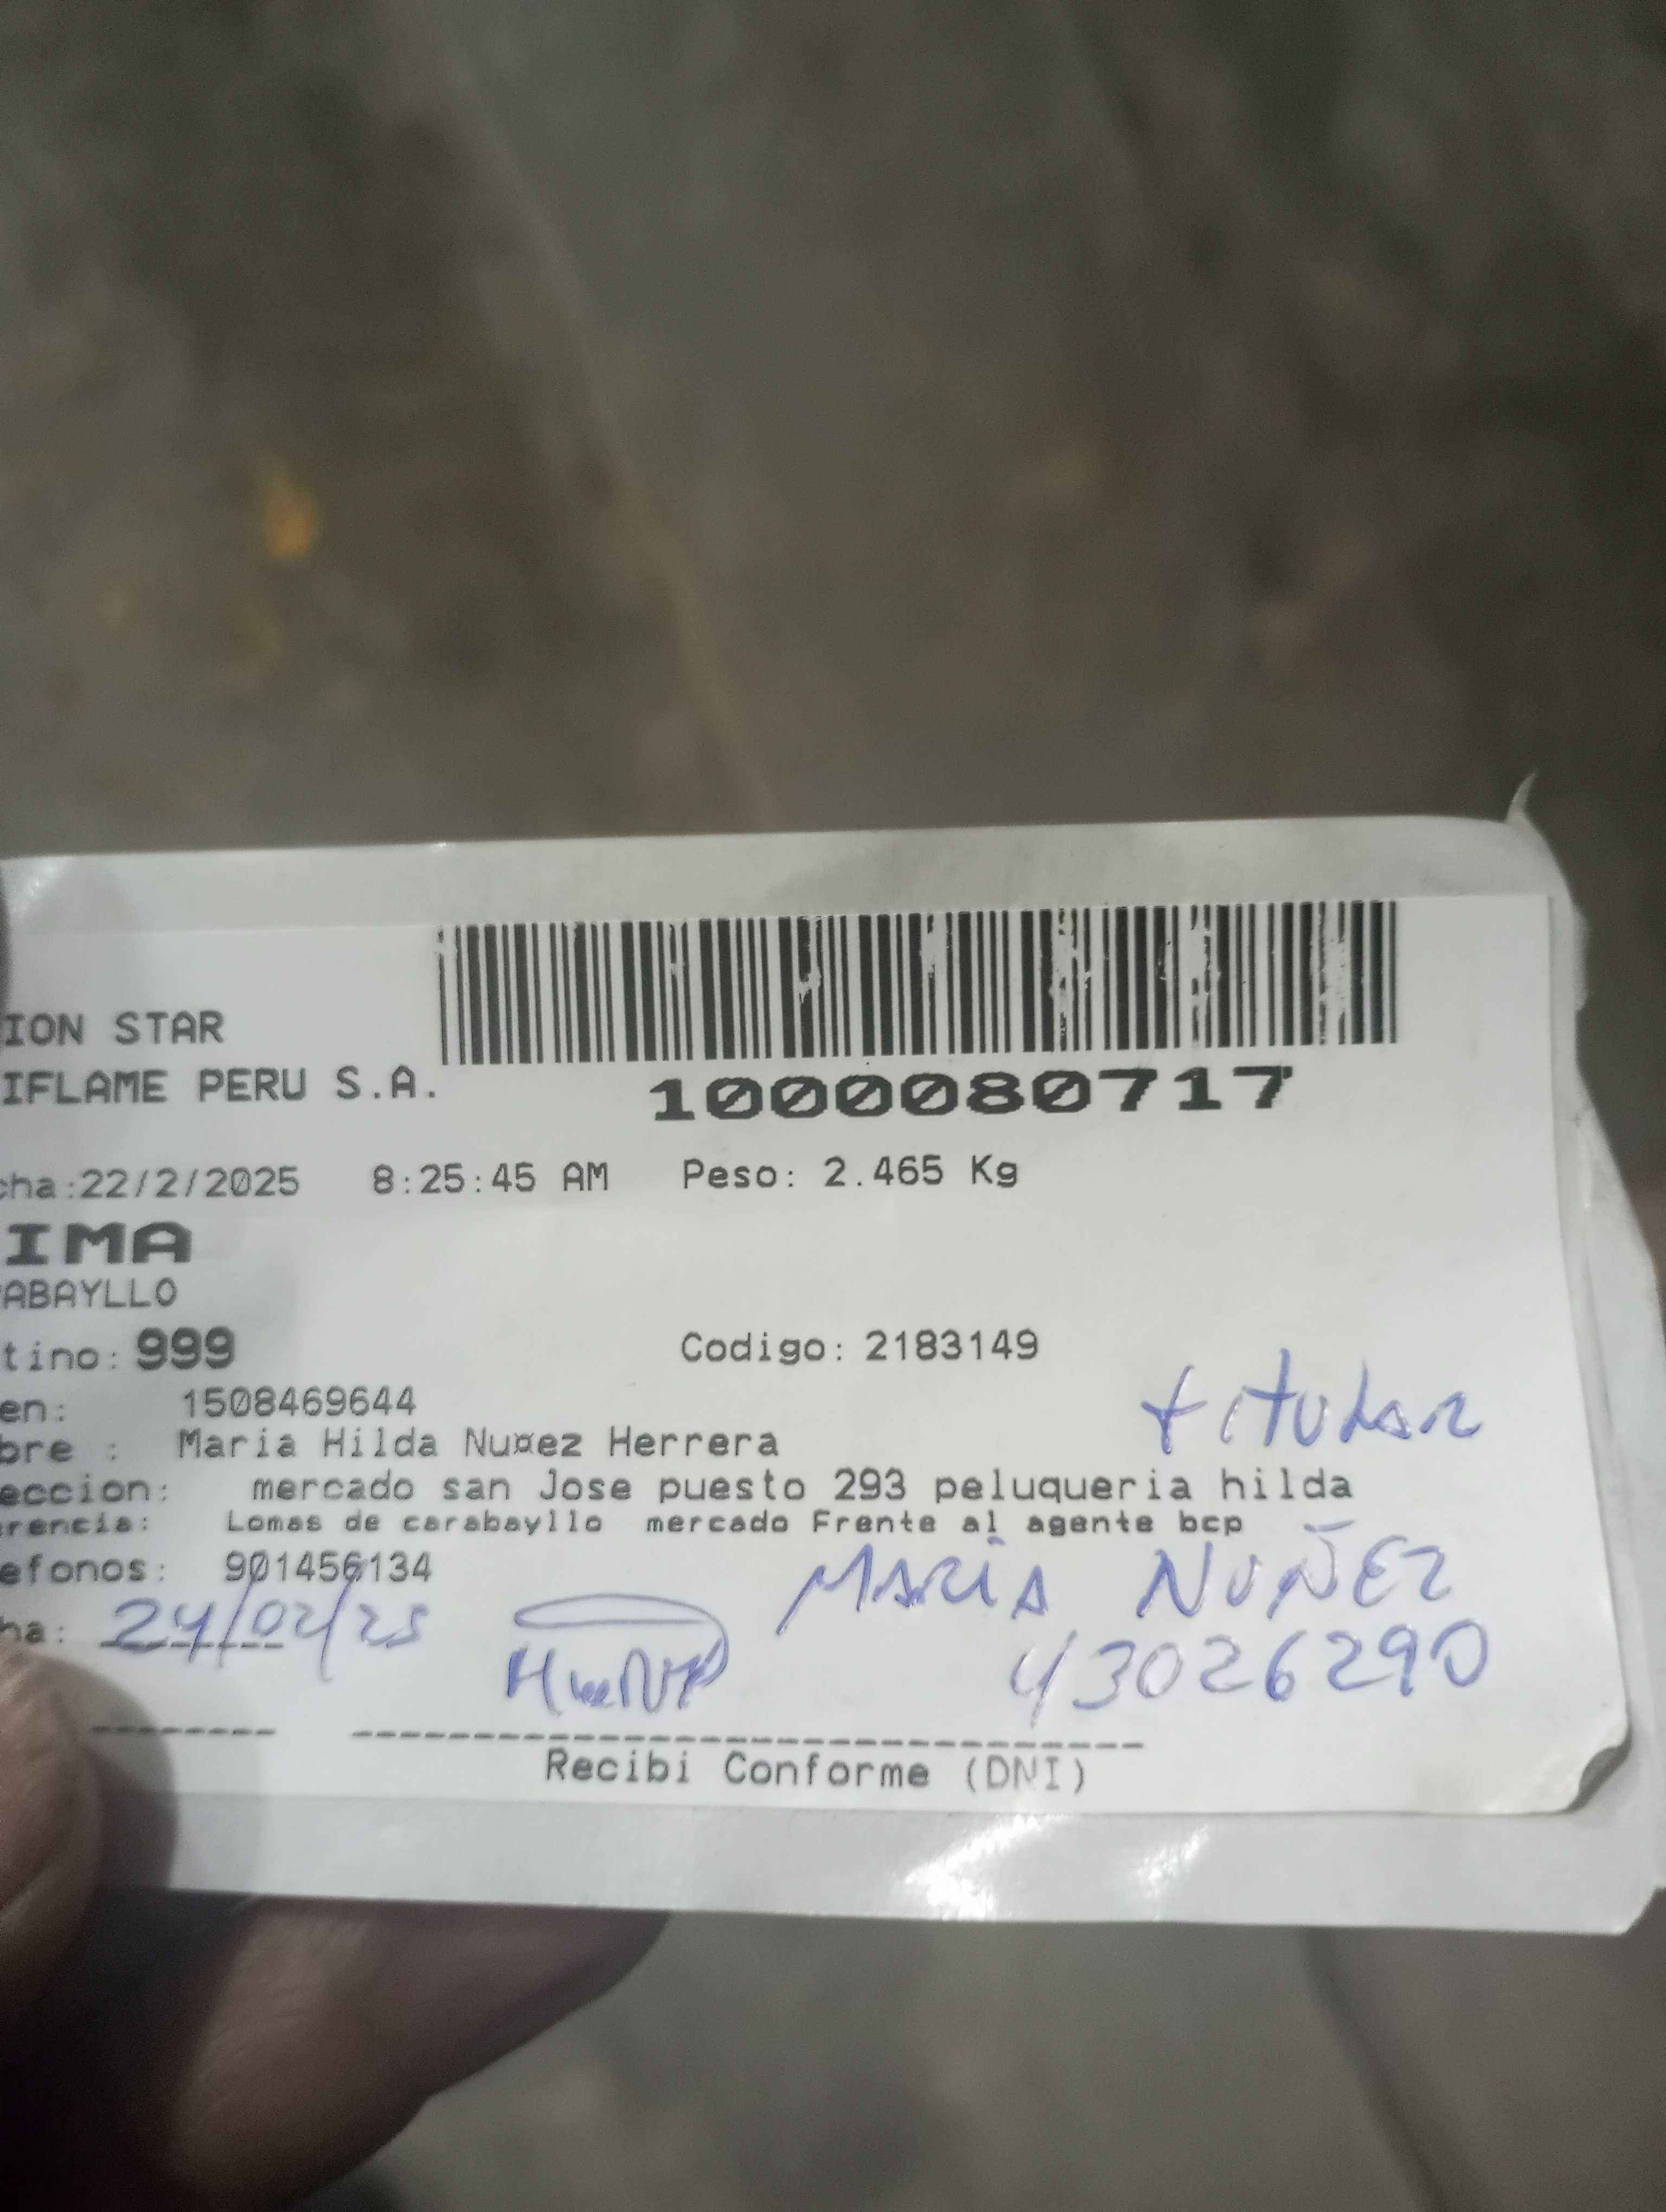 ION STAR
IFLAME PERU S.A.
1000080717
cha:22/2/2025 8:25:45 AM Peso: 2.465 Kg
IMA
ABAYLLO
tino: 999 Codigo: 2183149
en: 1508469644 titular
bre : Maria Hilda Nu¤ez Herrera
eccion: mercado san Jose puesto 293 peluqueria hilda
erencia: Lomas de carabayllo mercado Frente al agente bcp
efonos: 901456134 MARIA NUÑEZ
ha: 24/02/25 43026290
Recibi Conforme (DNI)